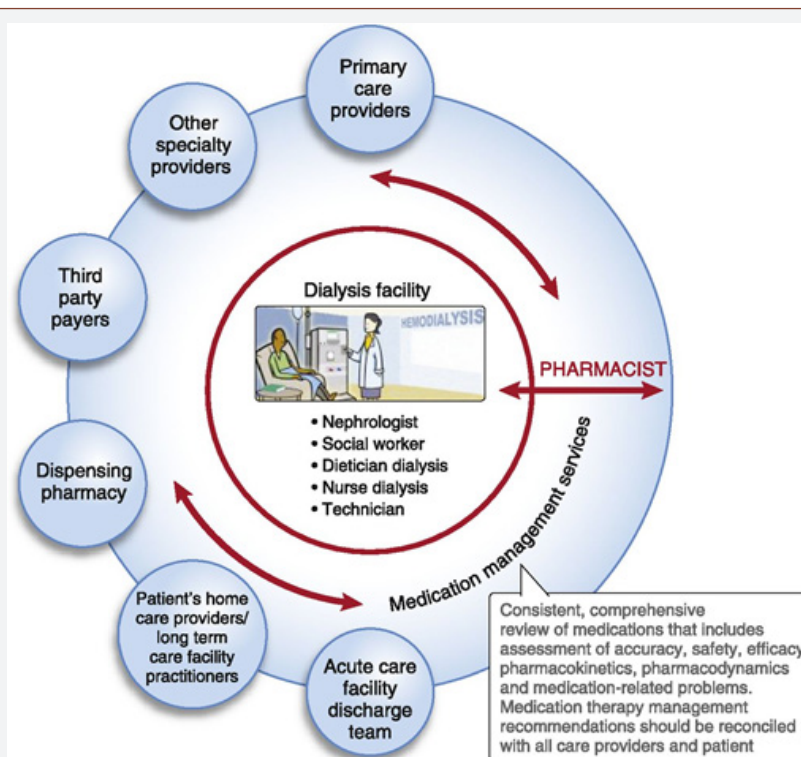 Primary
care
providers
Other
specialty
providers
Third
party
payers
Dispensing
pharmacy
Patient's home
care providers/
long term
care facility
practitioners
Acute care
facility
discharge
team
Dialysis facility
HEMODIALYSIS
• Nephrologist
• Social worker
• Dietician dialysis
• Nurse dialysis
• Technician
PHARMACIST
Medication management services
Consistent, comprehensive
review of medications that includes
assessment of accuracy, safety, efficacy
pharmacokinetics, pharmacodynamics
and medication-related problems.
Medication therapy management
recommendations should be reconciled
with all care providers and patient